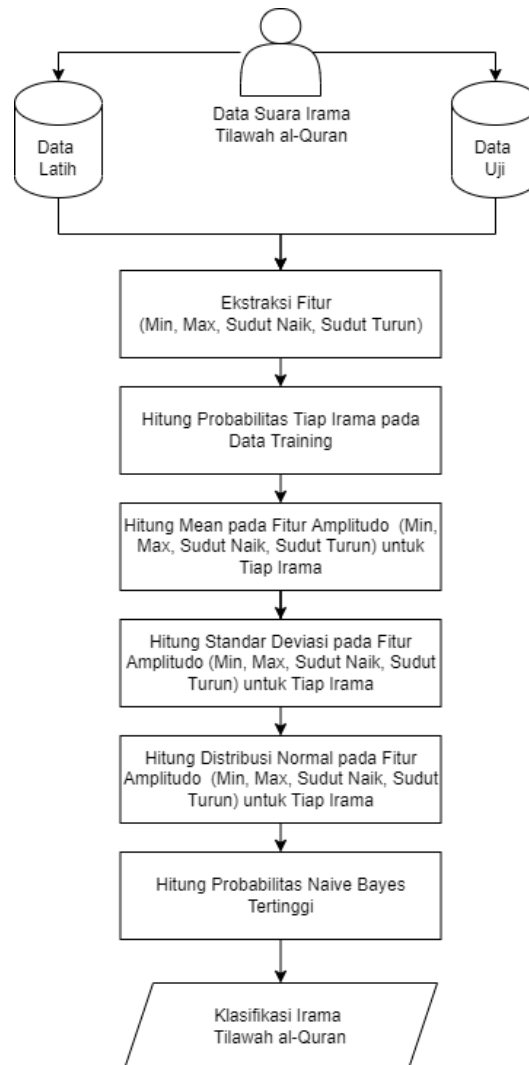 Data Suara Irama
Tilawah al-Quran
Data
Latih
Data
Uji
Ekstraksi Fitur
(Min, Max, Sudut Naik, Sudut Turun)
Hitung Probabilitas Tiap Irama pada
Data Training
Hitung Mean pada Fitur Amplitudo (Min,
Max, Sudut Naik, Sudut Turun) untuk
Tiap Irama
Hitung Standar Deviasi pada Fitur
Amplitudo (Min, Max, Sudut Naik, Sudut
Turun) untuk Tiap Irama
Hitung Distribusi Normal pada Fitur
Amplitudo (Min, Max, Sudut Naik, Sudut
Turun) untuk Tiap Irama
Hitung Probabilitas Naive Bayes
Tertinggi
Klasifikasi Irama
Tilawah al-Quran